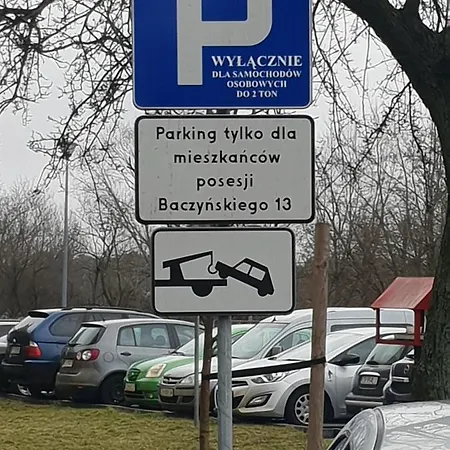 P
WYŁĄCZNIE
DLA SAMOCHODÓW
OSOBOWYCH
DO 2 TON
Parking tylko dla
mieszkańców
posesji
Baczyńskiego 13